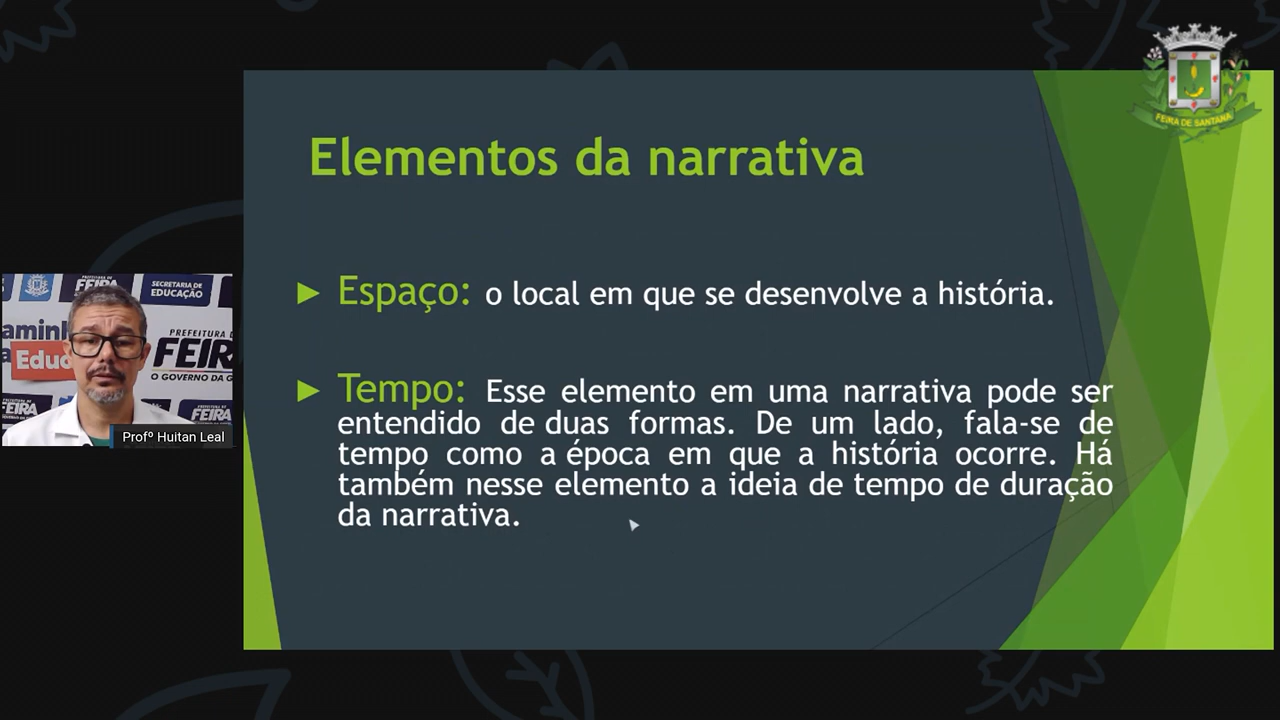 FEIRA DE SANTANA
Elementos da narrativa
Espaço: o local em que se desenvolve a história.
Tempo: Esse elemento em uma narrativa pode ser
entendido de duas formas. De um lado, fala-se de
tempo como a época em que a história ocorre. Há
também nesse elemento a ideia de tempo de duração
da narrativa.
FEIRA
SECRETARIA DE
EDUCAÇÃO
amin
Educ
PREFEITURA D
FEIR
O GOVERNO DA G
FEIRA
FEIRA
Profº Huitan Leal